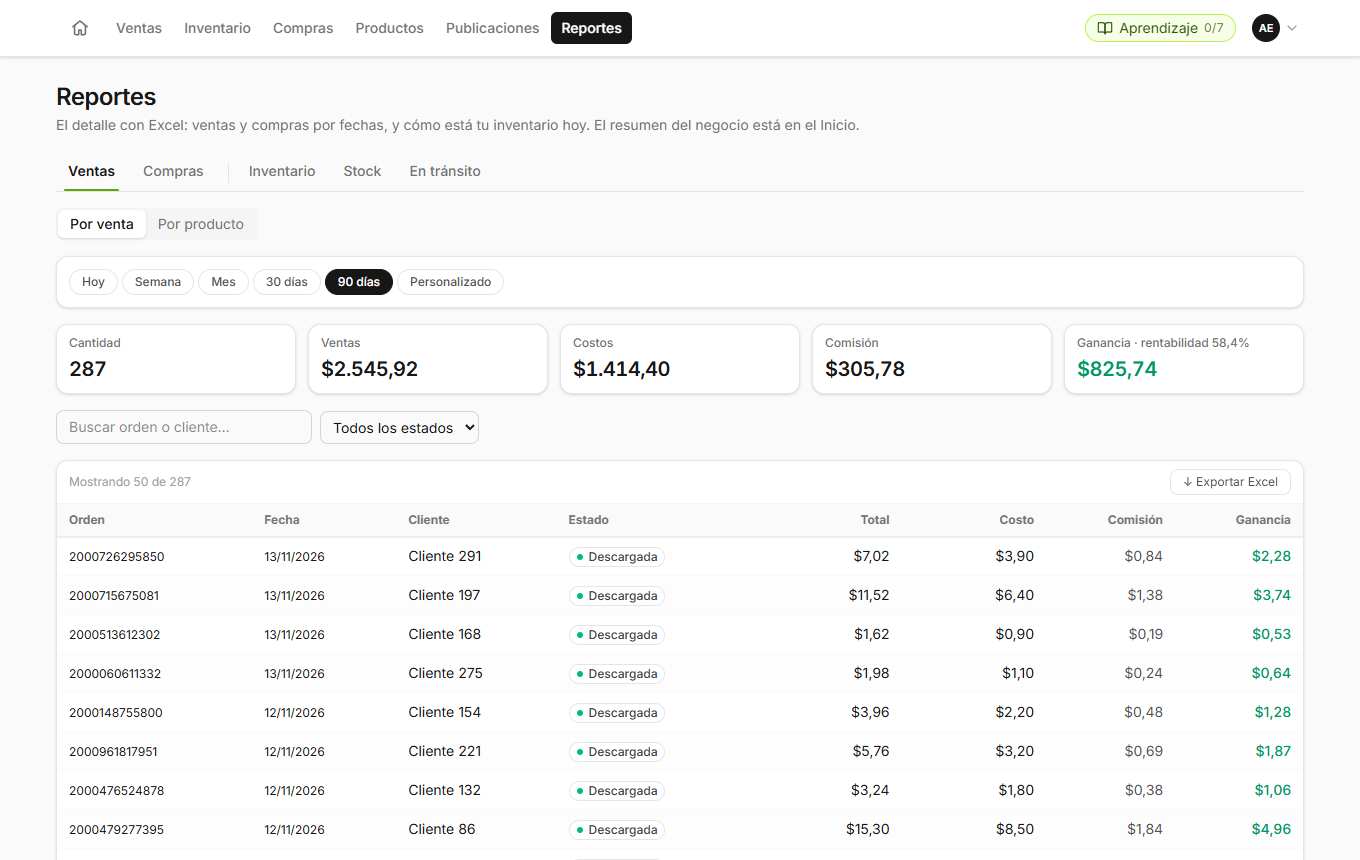 Ventas Inventario Compras Productos Publicaciones Reportes Aprendizaje 0/7 AE
Reportes
El detalle con Excel: ventas y compras por fechas, y cómo está tu inventario hoy. El resumen del negocio está en el Inicio.
Ventas Compras Inventario Stock En tránsito
Por venta Por producto
Hoy Semana Mes 30 días 90 días Personalizado
Cantidad Ventas Costos Comisión Ganancia · rentabilidad 58,4%
287 $2.545,92 $1.414,40 $305,78 $825,74
Buscar orden o cliente... Todos los estados
Mostrando 50 de 287 ↓ Exportar Excel
Orden Fecha Cliente Estado Total Costo Comisión Ganancia
2000726295850 13/11/2026 Cliente 291 Descargada $7,02 $3,90 $0,84 $2,28
2000715675081 13/11/2026 Cliente 197 Descargada $11,52 $6,40 $1,38 $3,74
2000513612302 13/11/2026 Cliente 168 Descargada $1,62 $0,90 $0,19 $0,53
2000060611332 13/11/2026 Cliente 275 Descargada $1,98 $1,10 $0,24 $0,64
2000148755800 12/11/2026 Cliente 154 Descargada $3,96 $2,20 $0,48 $1,28
2000961817951 12/11/2026 Cliente 221 Descargada $5,76 $3,20 $0,69 $1,87
2000476524878 12/11/2026 Cliente 132 Descargada $3,24 $1,80 $0,38 $1,06
2000479277395 12/11/2026 Cliente 86 Descargada $15,30 $8,50 $1,84 $4,96